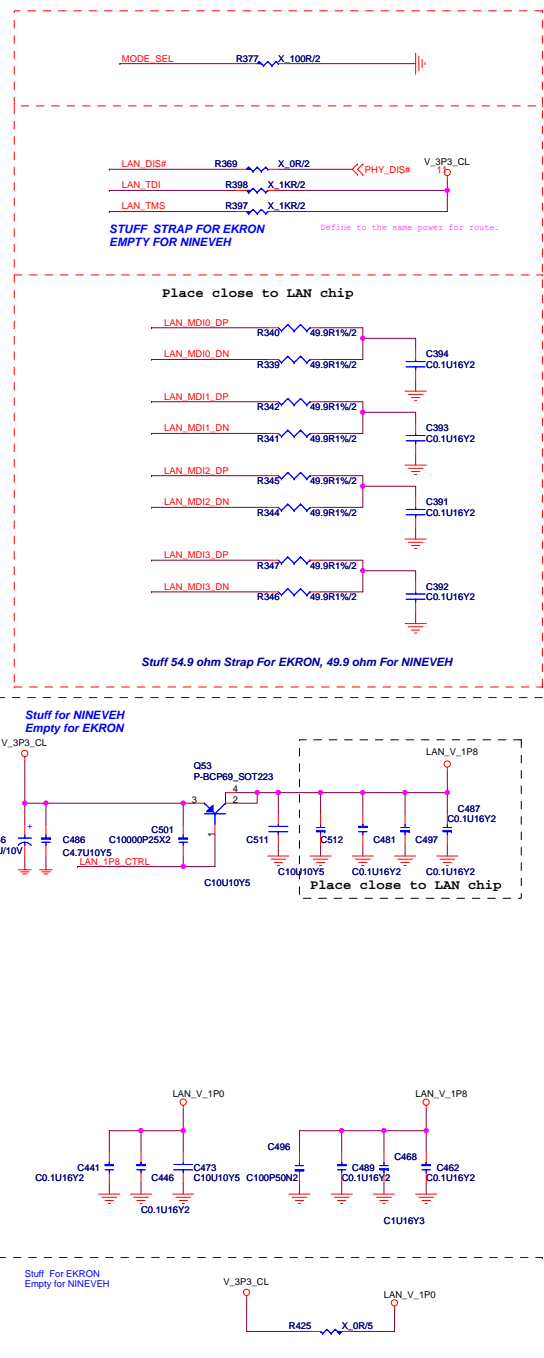 MODE_SEL R377 X_100R/2
LAN_DIS# R369 X_0R/2 PHY_DIS# 11 V_3P3_CL
LAN_TDI R398 X_1KR/2
LAN_TMS R397 X_1KR/2
STUFF STRAP FOR EKRON
EMPTY FOR NINEVEH
Define to the same power for route.
Place close to LAN chip
LAN_MDI0_DP R340 49.9R1%/2
LAN_MDI0_DN R339 49.9R1%/2
C394
C0.1U16Y2
LAN_MDI1_DP R342 49.9R1%/2
LAN_MDI1_DN R341 49.9R1%/2
C393
C0.1U16Y2
LAN_MDI2_DP R345 49.9R1%/2
LAN_MDI2_DN R344 49.9R1%/2
C391
C0.1U16Y2
LAN_MDI3_DP R347 49.9R1%/2
LAN_MDI3_DN R346 49.9R1%/2
C392
C0.1U16Y2
Stuff 54.9 ohm Strap For EKRON, 49.9 ohm For NINEVEH
Stuff for NINEVEH
Empty for EKRON
V_3P3_CL
LAN_V_1P8
Q53
P-BCP69_SOT223
3 4 2 1
+
6
/10V
C486
C4.7U10Y5
C501
C10000P25X2
LAN_1P8_CTRL
C10U10Y5
C511
C10U10Y5
C512
C481
C0.1U16Y2
C497
C0.1U16Y2
C487
C0.1U16Y2
Place close to LAN chip
LAN_V_1P0
C441
C0.1U16Y2
C446
C0.1U16Y2
C473
C10U10Y5
LAN_V_1P8
C496
C100P50N2
C489
C0.1U16Y2
C468
C1U16Y3
C462
C0.1U16Y2
Stuff For EKRON
Empty for NINEVEH
V_3P3_CL
LAN_V_1P0
R425 X_0R/5